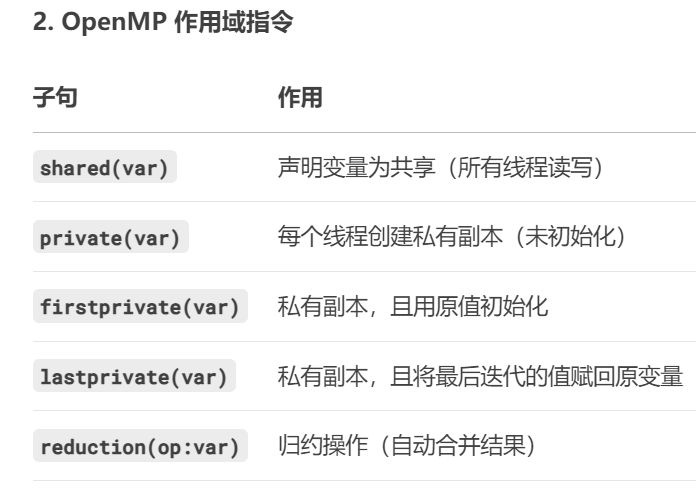 2. OpenMP 作用域指令
子句 作用
shared(var) 声明变量为共享（所有线程读写）
private(var) 每个线程创建私有副本（未初始化）
firstprivate(var) 私有副本，且用原值初始化
lastprivate(var) 私有副本，且将最后迭代的值赋回原变量
reduction(op:var) 归约操作（自动合并结果）